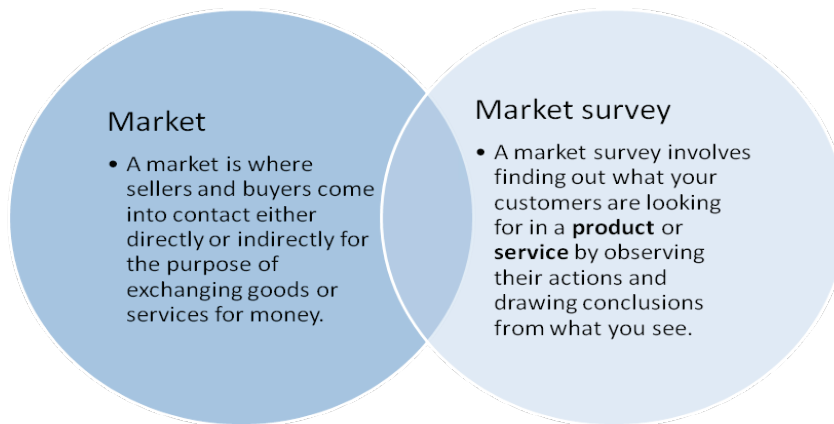 Market
• A market is where
sellers and buyers come
into contact either
directly or indirectly for
the purpose of
exchanging goods or
services for money.
Market survey
• A market survey involves
finding out what your
customers are looking
for in a product or
service by observing
their actions and
drawing conclusions
from what you see.